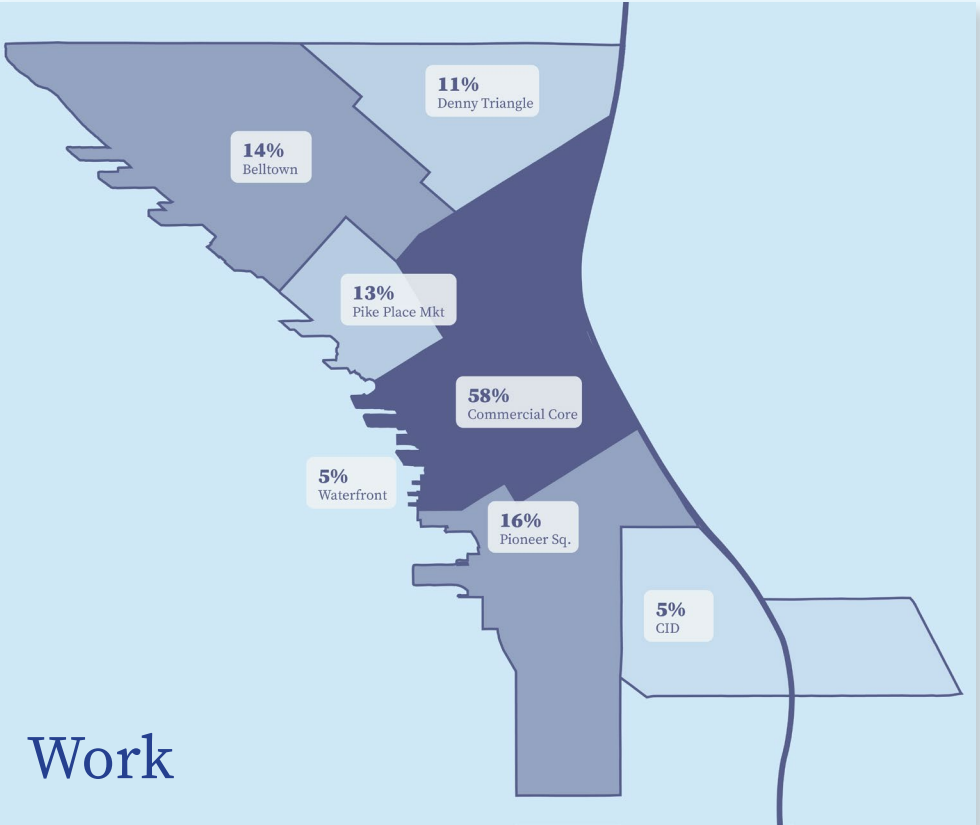 11%
Denny Triangle
14%
Belltown
13%
Pike Place Mkt
58%
Commercial Core
5%
Waterfront
16%
Pioneer Sq.
5%
CID
Work